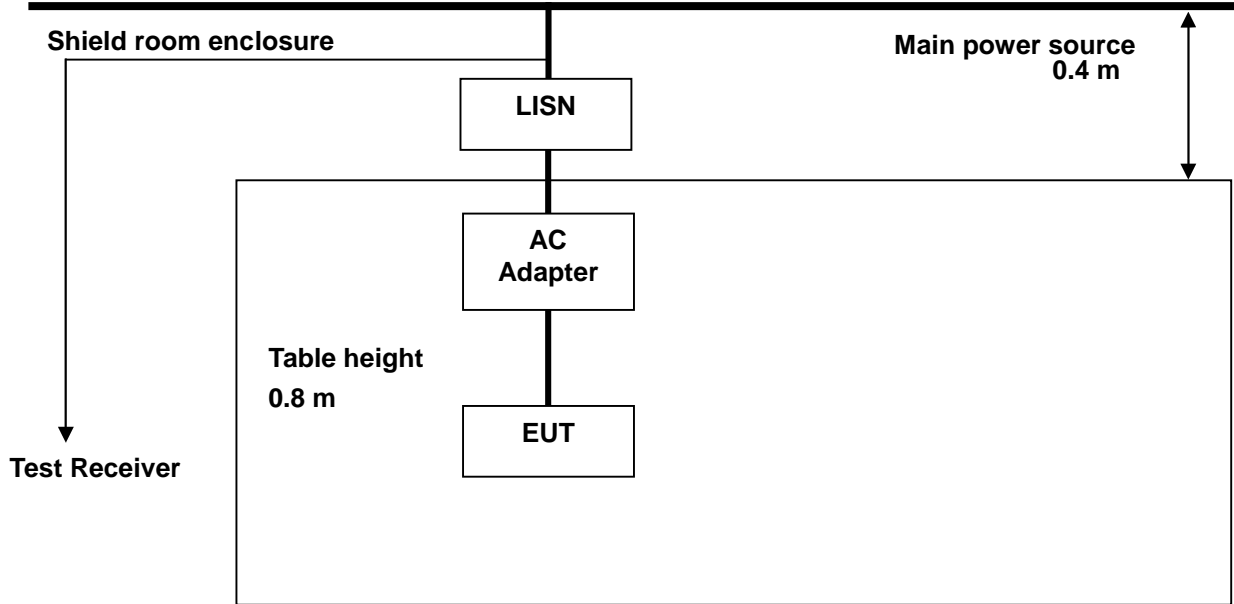 Shield room enclosure
Main power source
0.4 m
LISN
AC
Adapter
Table height
0.8 m
EUT
Test Receiver